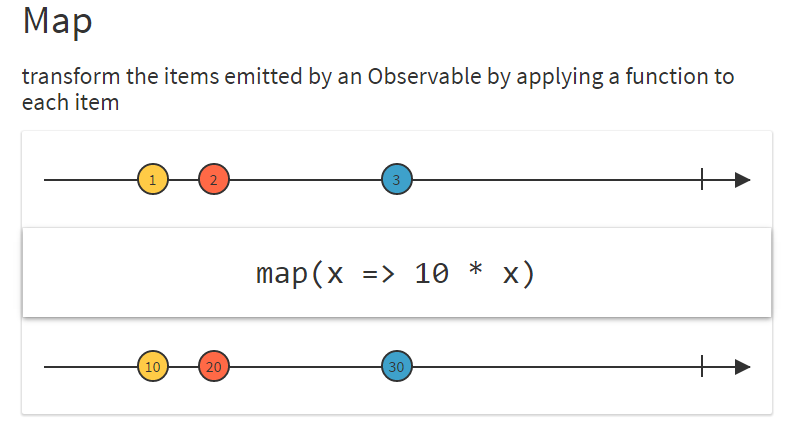 Map
transform the items emitted by an Observable by applying a function to
each item
1 2 3
map(x => 10 * x)
10 20 30